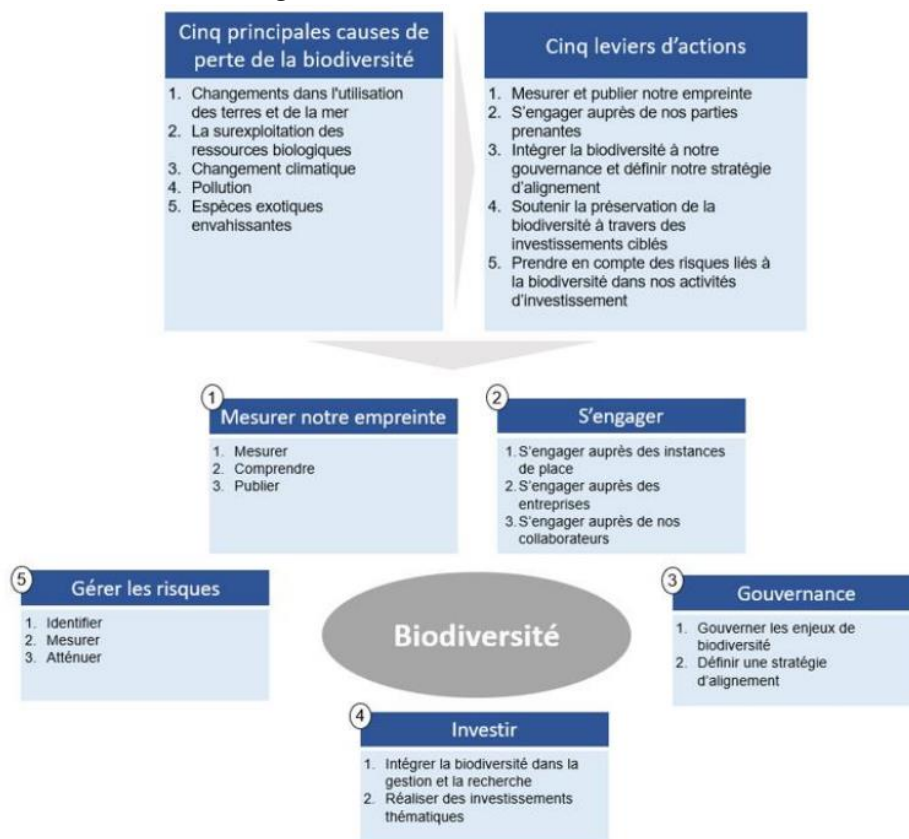 Cinq principales causes de
perte de la biodiversité
1. Changements dans l'utilisation
des terres et de la mer
2. La surexploitation des
ressources biologiques
3. Changement climatique
4. Pollution
5. Espèces exotiques
envahissantes
Cinq leviers d'actions
1. Mesurer et publier notre empreinte
2. S'engager auprès de nos parties
prenantes
3. Intégrer la biodiversité à notre
gouvernance et définir notre stratégie
d'alignement
4. Soutenir la préservation de la
biodiversité à travers des
investissements ciblés
5. Prendre en compte des risques liés à
la biodiversité dans nos activités
d'investissement
1
Mesurer notre empreinte
1. Mesurer
2. Comprendre
3. Publier
2
S'engager
1. S'engager auprès des instances
de place
2. S'engager auprès des
entreprises
3. S'engager auprès de nos
collaborateurs
5
Gérer les risques
1. Identifier
2. Mesurer
3. Atténuer
Biodiversité
3
Gouvernance
1. Gouverner les enjeux de
biodiversité
2. Définir une stratégie
d'alignement
4
Investir
1. Intégrer la biodiversité dans la
gestion et la recherche
2. Réaliser des investissements
thématiques